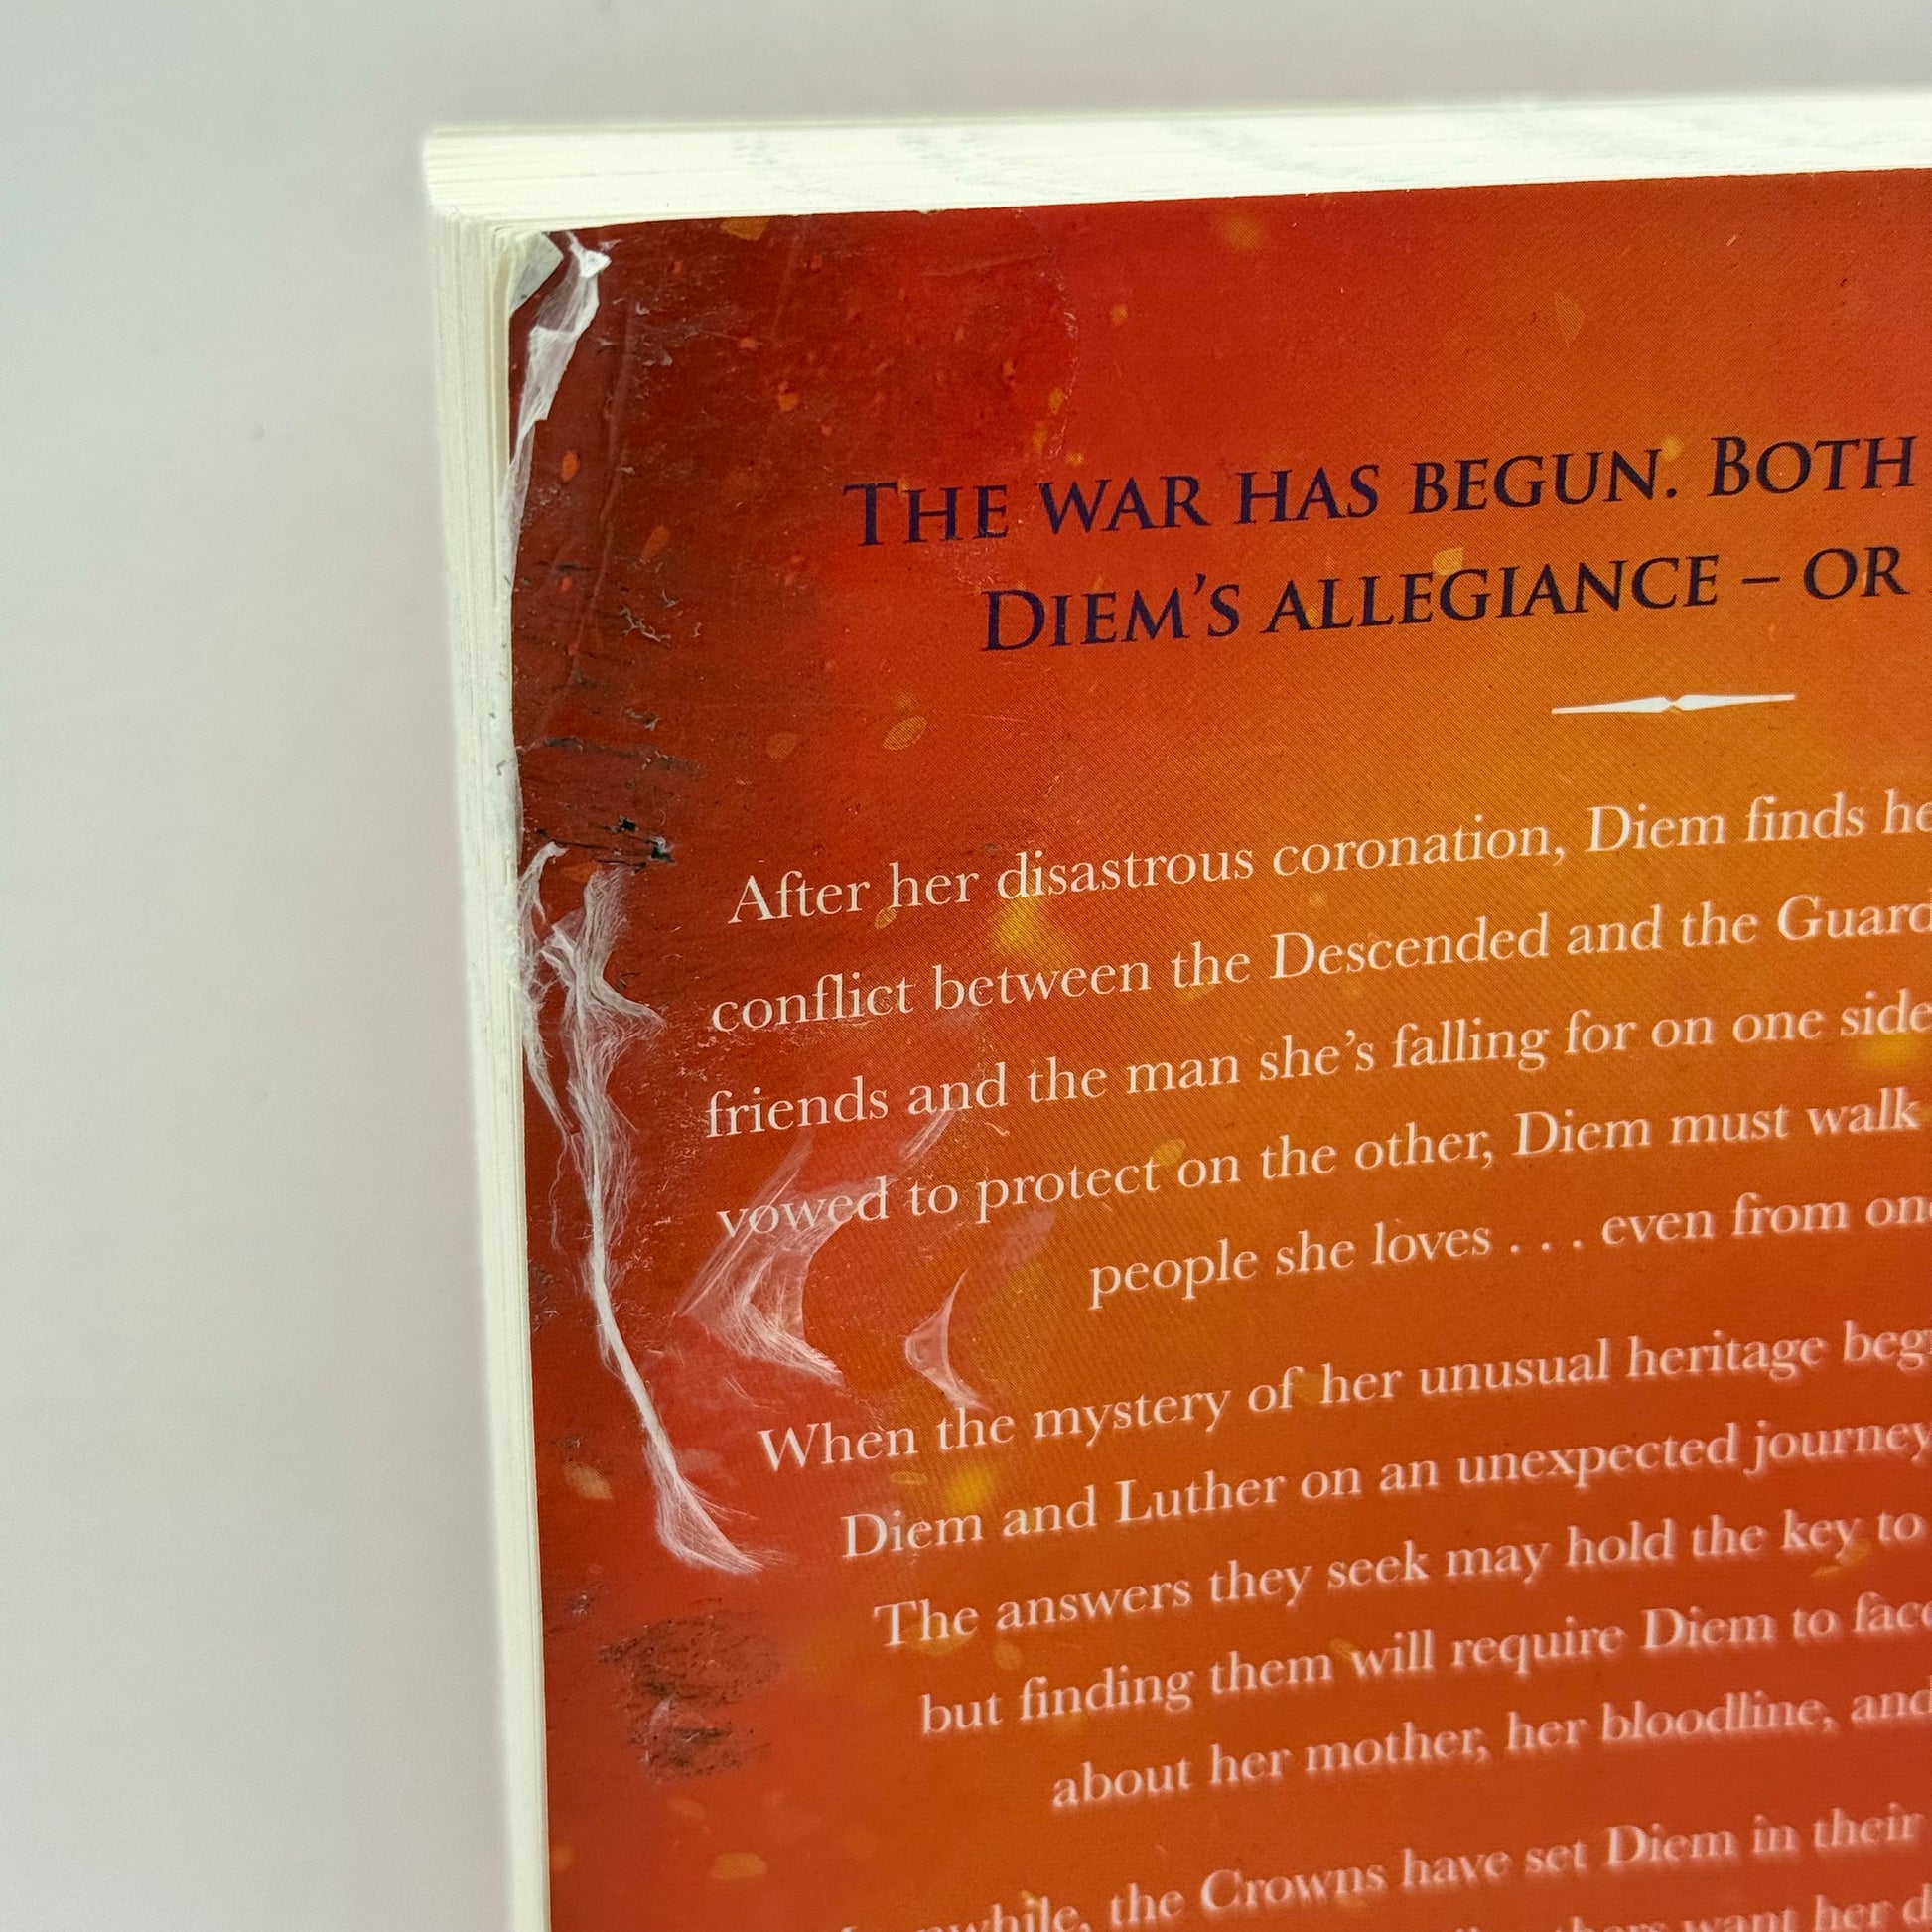 THE WAR HAS BEGUN. BOTH
DIEM'S ALLEGIANCE – OR
After her disastrous coronation, Diem finds
conflict between the Descended and the
friends and the man she's falling for on one side
vowed to protect on the other, Diem must walk
people she loves . . . even from
When the mystery of her unusual heritage
Diem and Luther on an unexpected journey
The answers they seek may hold the key to
but finding them will require Diem to
about her mother, her bloodline, and
the Crowns have set Diem in their
want her